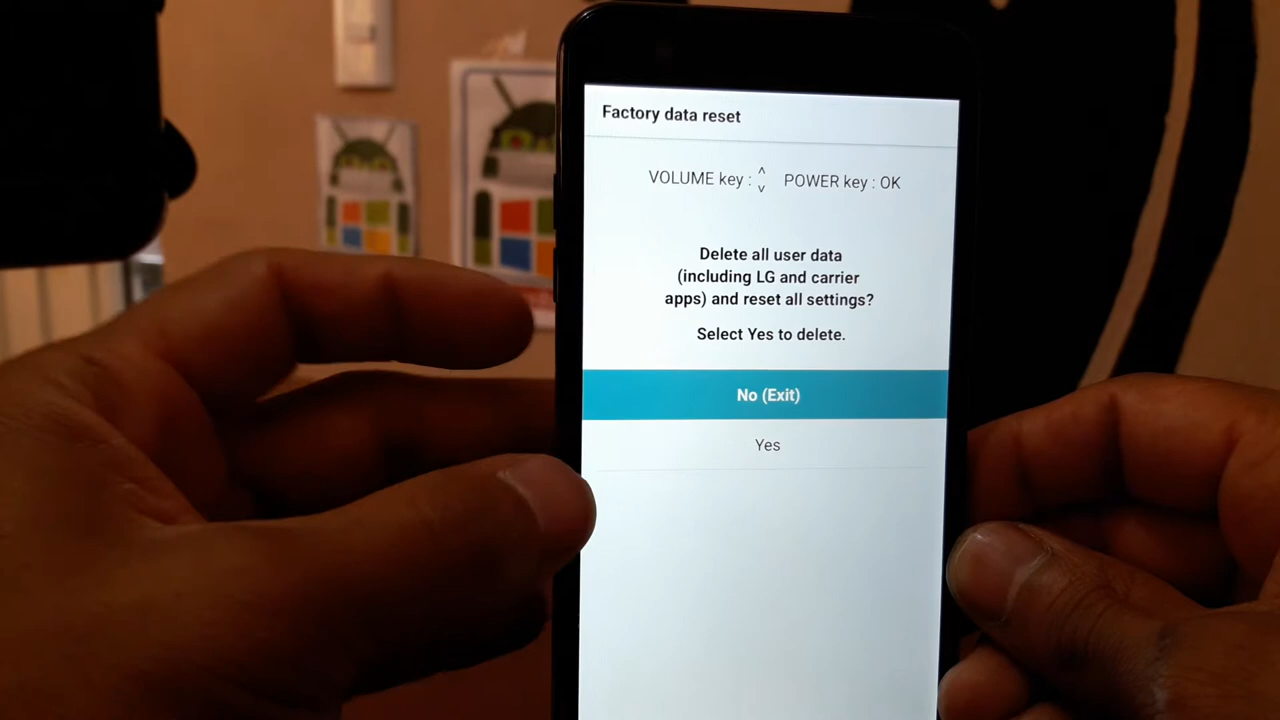 Factory data reset
VOLUME key : ^ v POWER key : OK
Delete all user data
(including LG and carrier
apps) and reset all settings?
Select Yes to delete.
No (Exit)
Yes